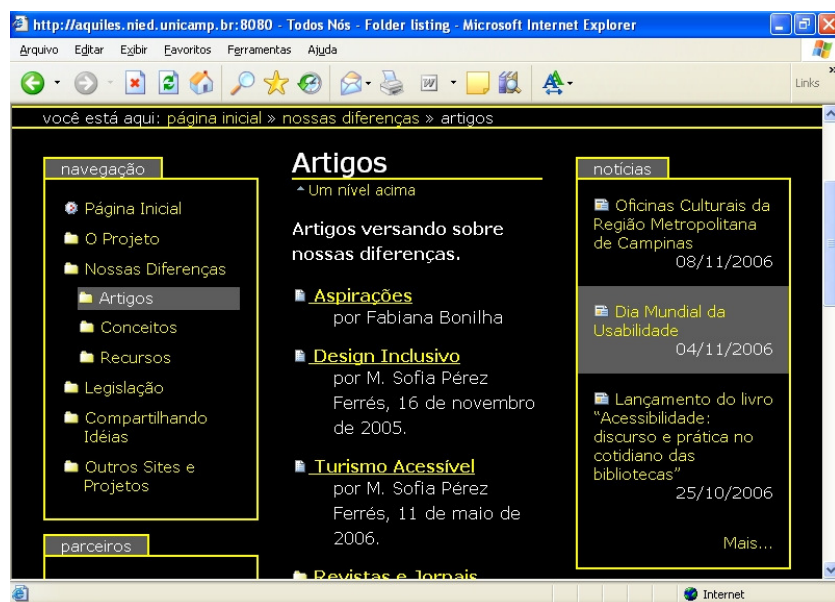 http://aquiles.nied.unicamp.br:8080 - Todos Nós - Folder listing - Microsoft Internet Explorer
Arquivo Editar Exibir Favoritos Ferramentas Ajuda
Links »
você está aqui: página inicial » nossas diferenças » artigos
navegação
Página Inicial
O Projeto
Nossas Diferenças
Artigos
Conceitos
Recursos
Legislação
Compartilhando
Idéias
Outros Sites e
Projetos
parceiros
Artigos
Um nível acima
Artigos versando sobre
nossas diferenças.
Aspirações
por Fabiana Bonilha
Design Inclusivo
por M. Sofia Pérez
Ferrés, 16 de novembro
de 2005.
Turismo Acessível
por M. Sofia Pérez
Ferrés, 11 de maio de
2006.
Revistas e Jornais
notícias
Oficinas Culturais da
Região Metropolitana
de Campinas
08/11/2006
Dia Mundial da
Usabilidade
04/11/2006
Lançamento do livro
"Acessibilidade:
discurso e prática no
cotidiano das
bibliotecas"
25/10/2006
Mais...
Internet